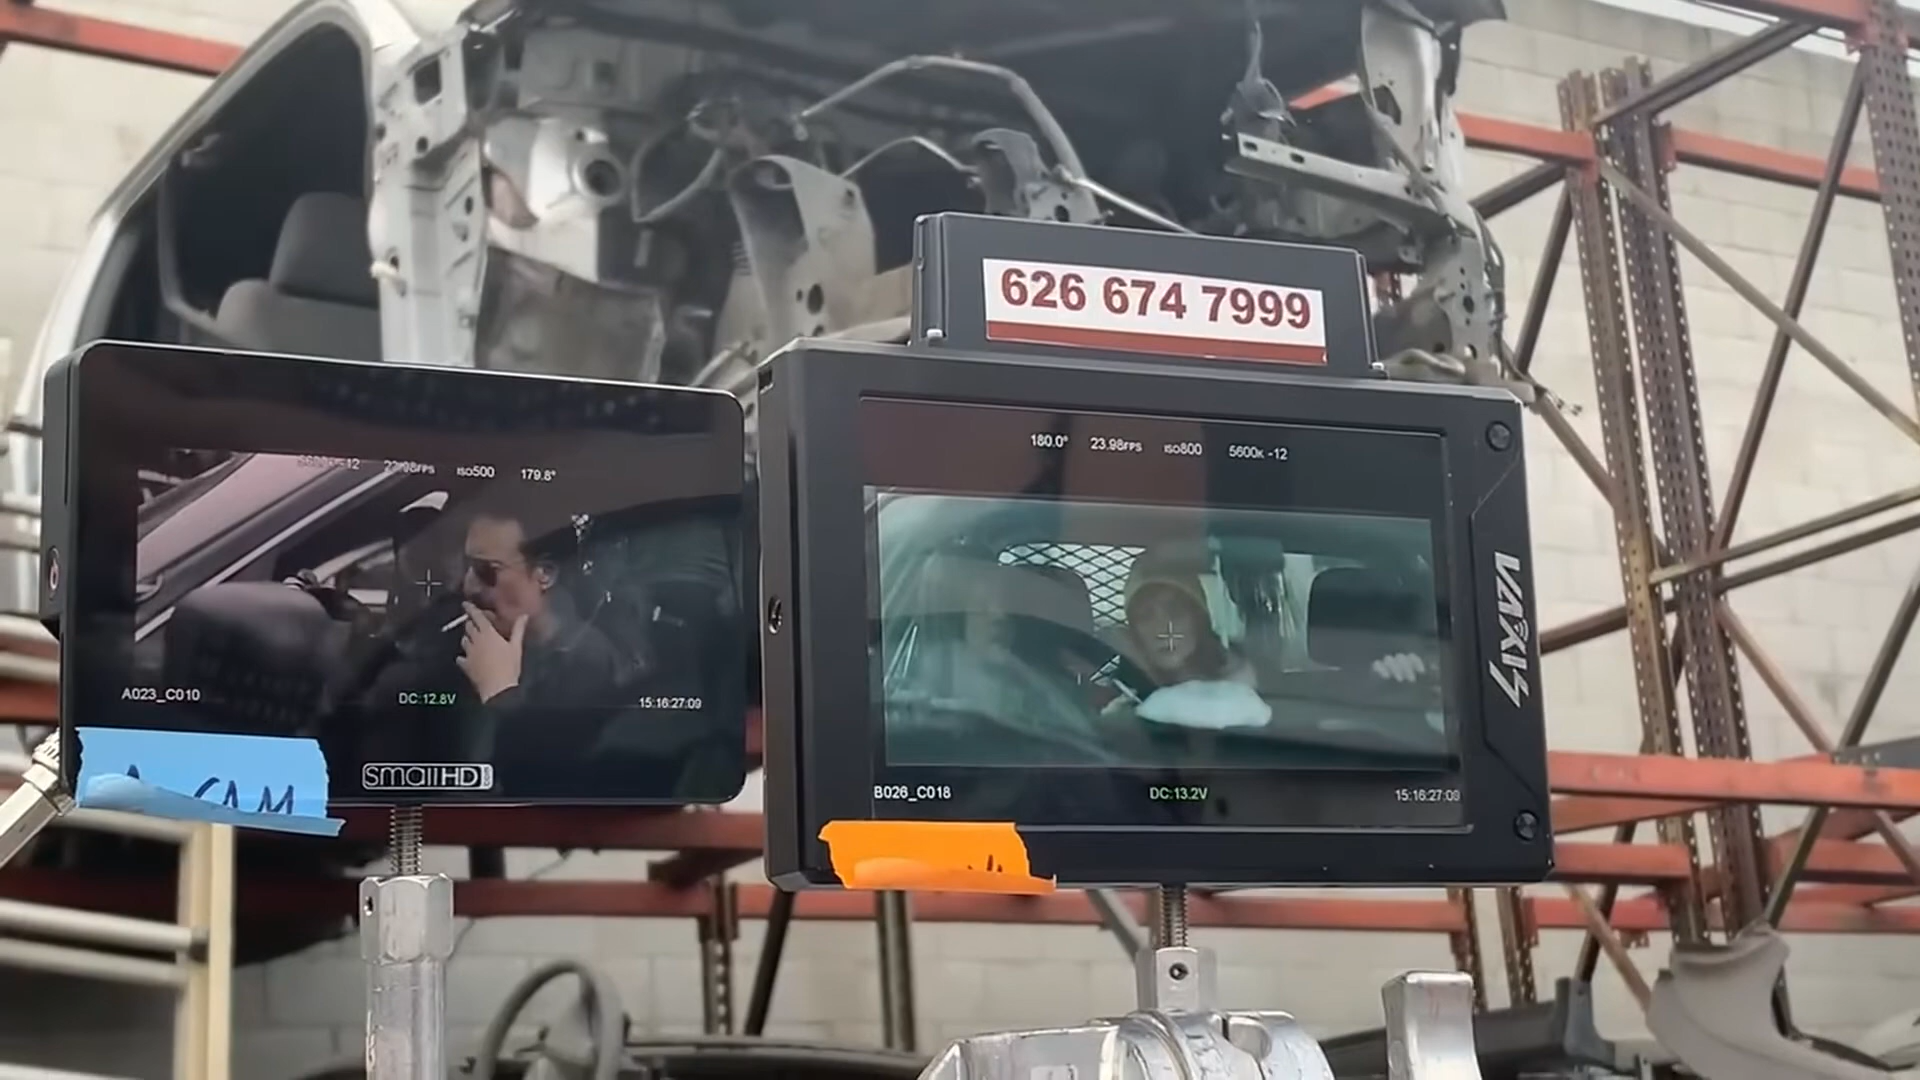 626 674 7999
23.98FPS ISO500 179.8°
A023_C010 DC:12.8V 15:16:27:09
A CAM
smallHD
180.0° 23.98FPS ISO800 5600K -12
B026_C018 DC:13.2V 15:16:27:09
VAXIS